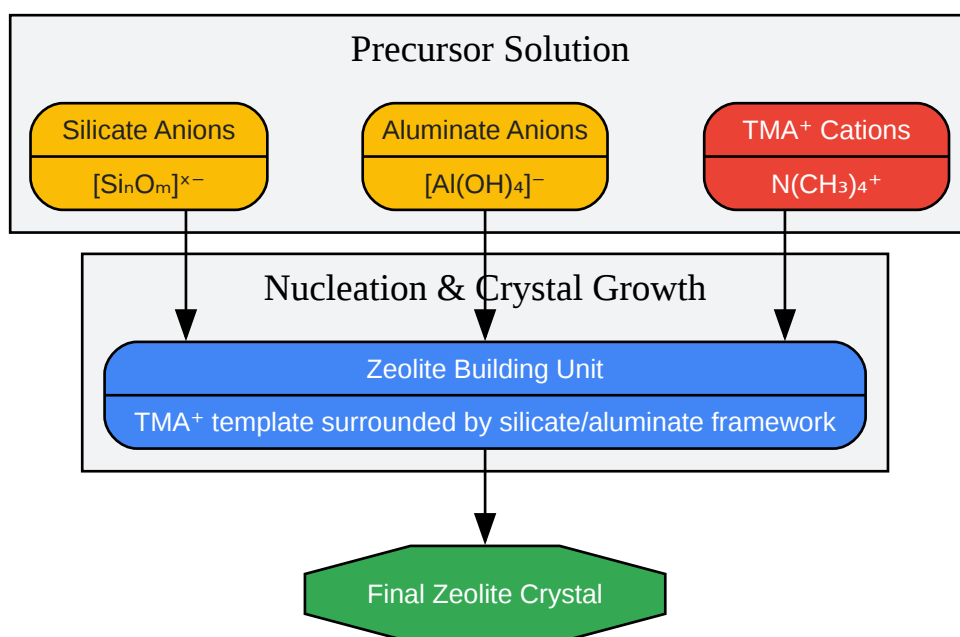 Precursor Solution
Silicate Anions
Aluminate Anions
TMA⁺ Cations
[SiₙOₘ]ˣ⁻
[Al(OH)₄]⁻
N(CH₃)₄⁺
Nucleation & Crystal Growth
Zeolite Building Unit
TMA⁺ template surrounded by silicate/aluminate framework
Final Zeolite Crystal